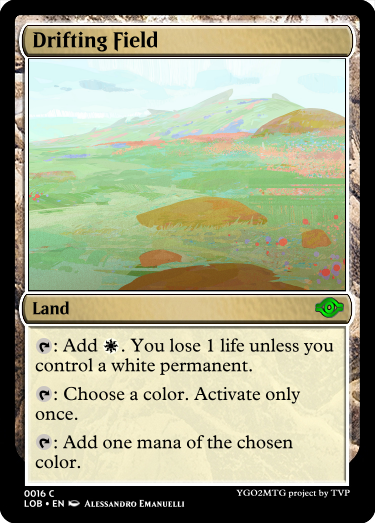 Drifting Field
Land
: Add . You lose 1 life unless you
control a white permanent.
: Choose a color. Activate only
once.
: Add one mana of the chosen
color.
0016 C
LOB • EN Alessandro Emanuelli
YGO2MTG project by TVP